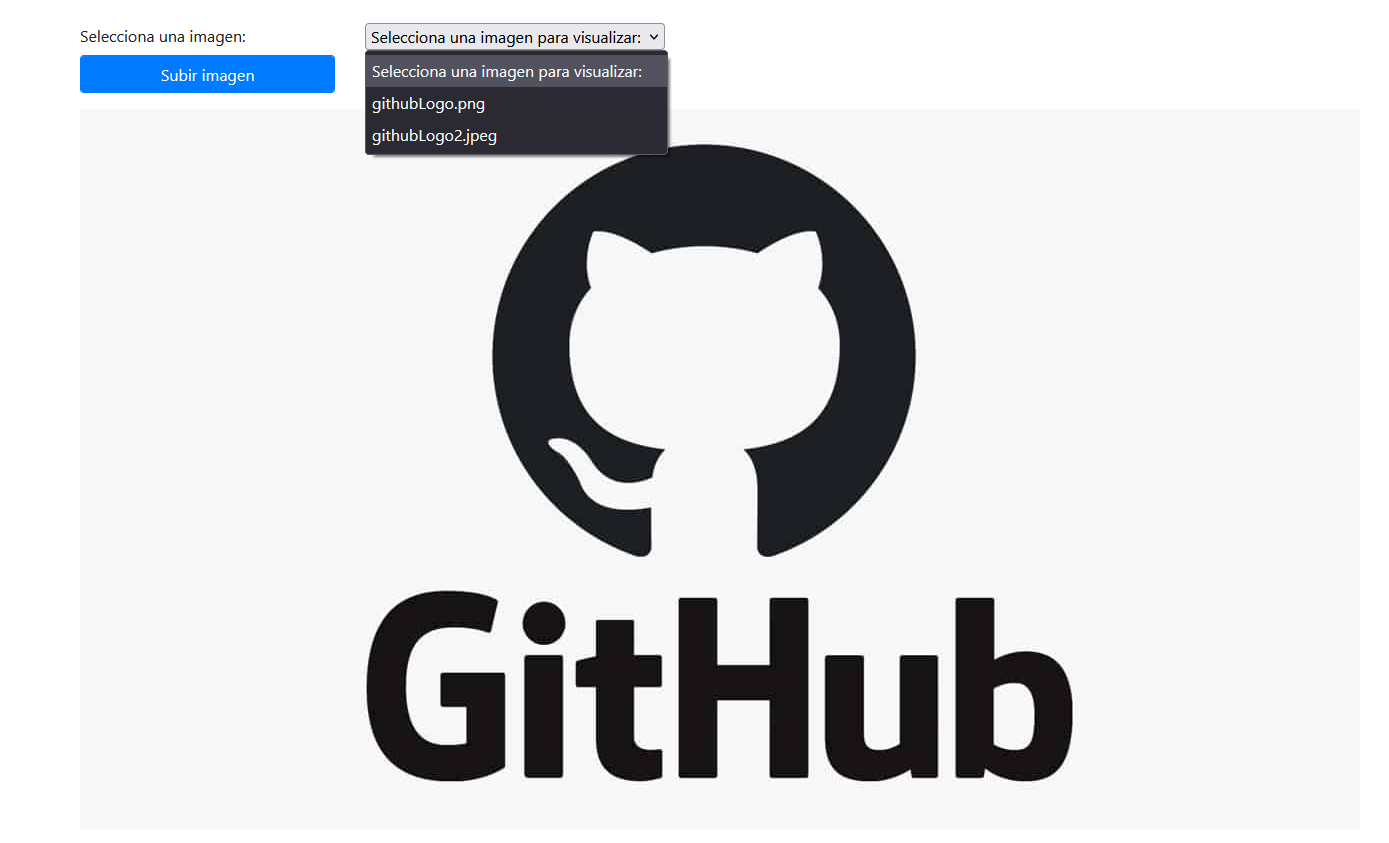 Selecciona una imagen:
Selecciona una imagen para visualizar:
Subir imagen
Selecciona una imagen para visualizar:
githubLogo.png
githubLogo2.jpeg
GitHub